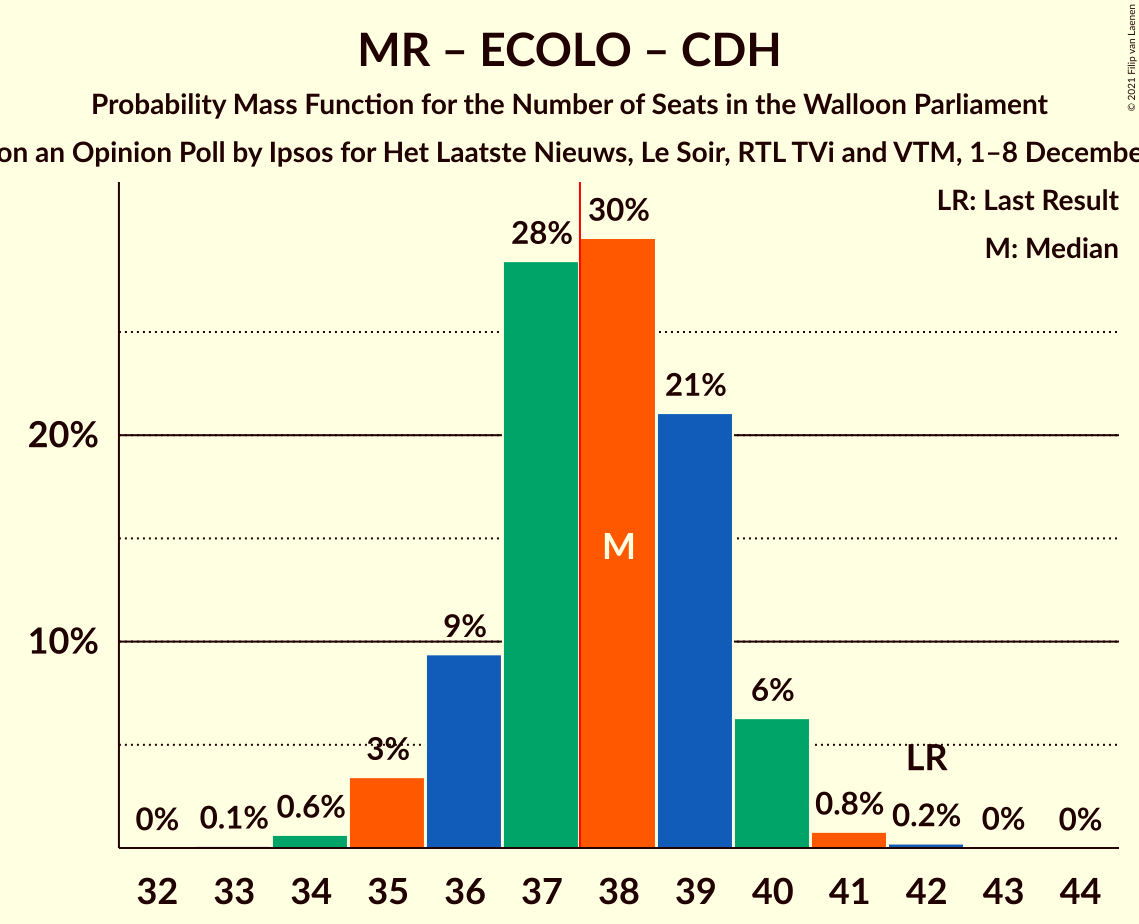 MR – ECOLO – CDH
Probability Mass Function for the Number of Seats in the Walloon Parliament
on an Opinion Poll by Ipsos for Het Laatste Nieuws, Le Soir, RTL TVi and VTM, 1–8 Decembe
© 2021 Filip van Laenen
LR: Last Result
M: Median
30%
28%
21%
20%
M
9%
10%
6%
3%
LR
0% 0.1% 0.6% 0.8% 0.2% 0% 0%
32 33 34 35 36 37 38 39 40 41 42 43 44